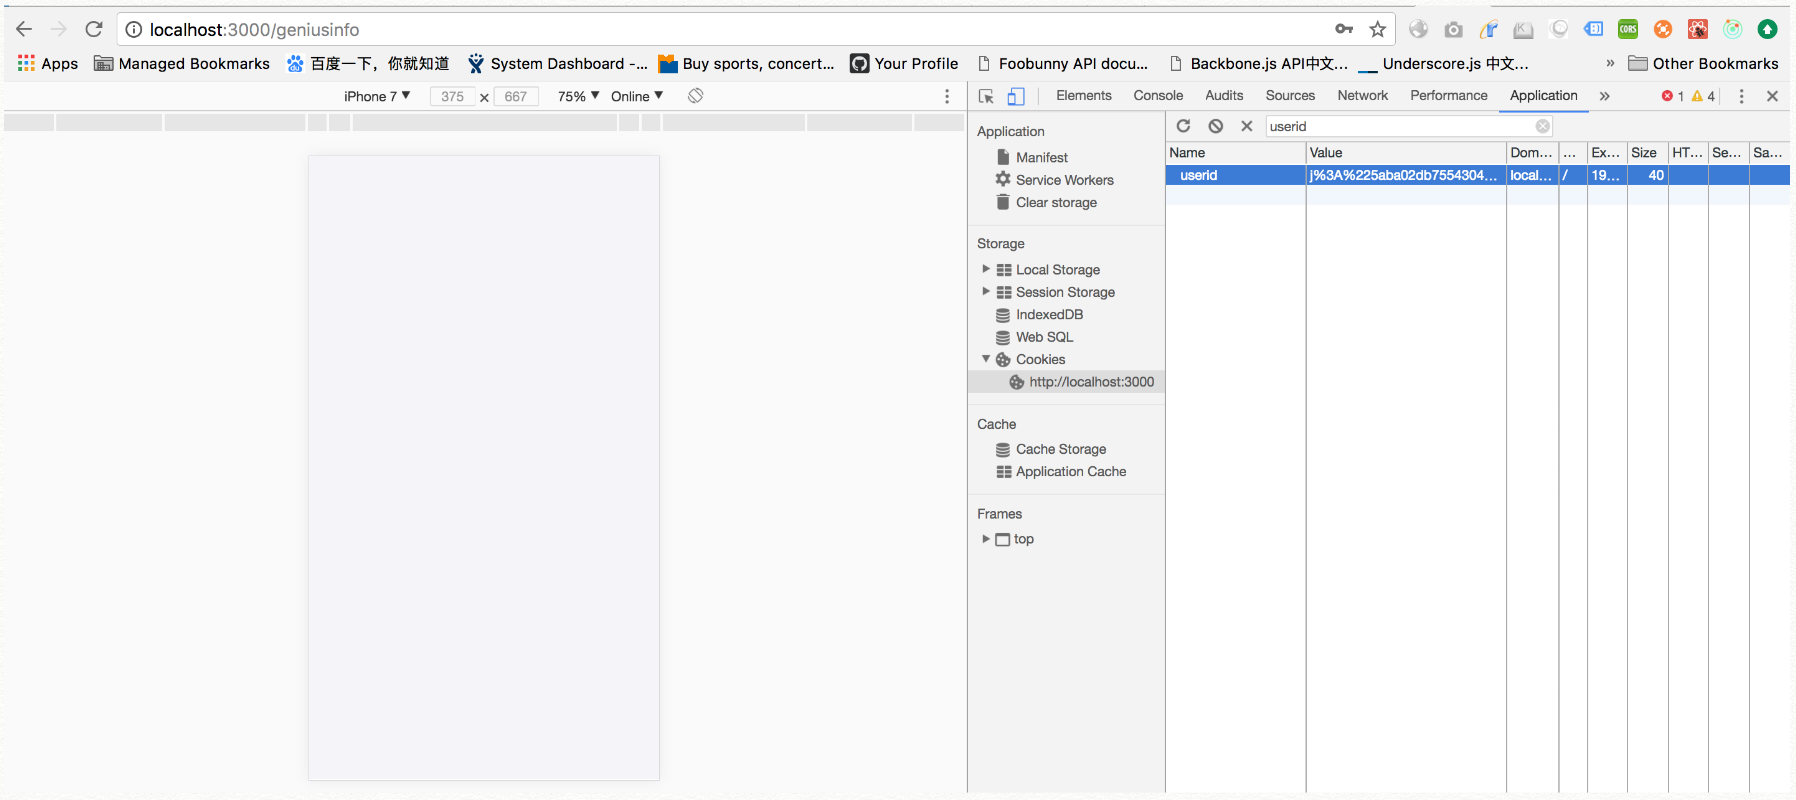 localhost:3000/geniusinfo
Apps Managed Bookmarks 百度一下，你就知道 System Dashboard -... Buy sports, concert... Your Profile Foobunny API docu... Backbone.js API中文... Underscore.js 中文... » Other Bookmarks
iPhone 7 375 × 667 75% Online
Elements Console Audits Sources Network Performance Application » 1 4
userid
Name Value Dom... ... Ex... Size HT... Se... Sa...
userid j%3A%225aba02db7554304... local... / 19... 40
Application
Manifest
Service Workers
Clear storage
Storage
Local Storage
Session Storage
IndexedDB
Web SQL
Cookies
http://localhost:3000
Cache
Cache Storage
Application Cache
Frames
top